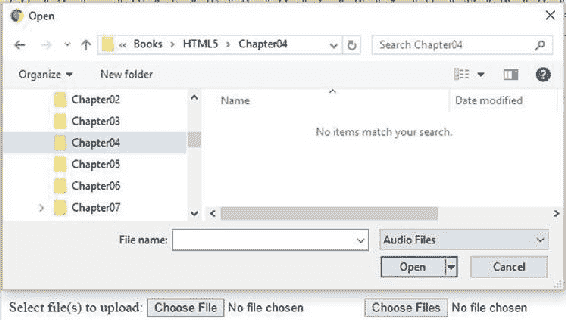 Open
« Books > HTML5 > Chapter04
Search Chapter04
Organize
New folder
Chapter02
Chapter03
Chapter04
Chapter05
Chapter06
Chapter07
Name
Date modified
No items match your search.
File name:
Audio Files
Open
Cancel
Select file(s) to upload: Choose File No file chosen Choose Files No file chosen